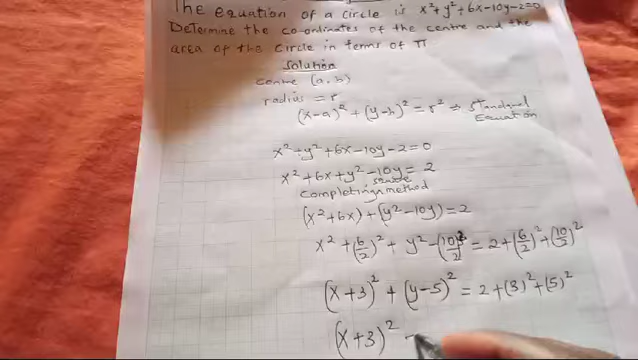 The equation of a circle is x²+y²+6x-10y-2=0
Determine the co-ordinates of the centre and the
area of the circle in terms of π
Solution
centre (a, b)
radius = r
(x-a)² + (y-b)² = r² ⇒ standard
Equation
x²+y²+6x-10y-2=0
x²+6x+y²-10y = 2
completing square method
(x²+6x)+(y²-10y)=2
x²+(6/2)²+y²-(10/2)² = 2+(6/2)²+(10/2)²
(x+3)²+(y-5)² = 2+(3)²+(5)²
(x+3)²